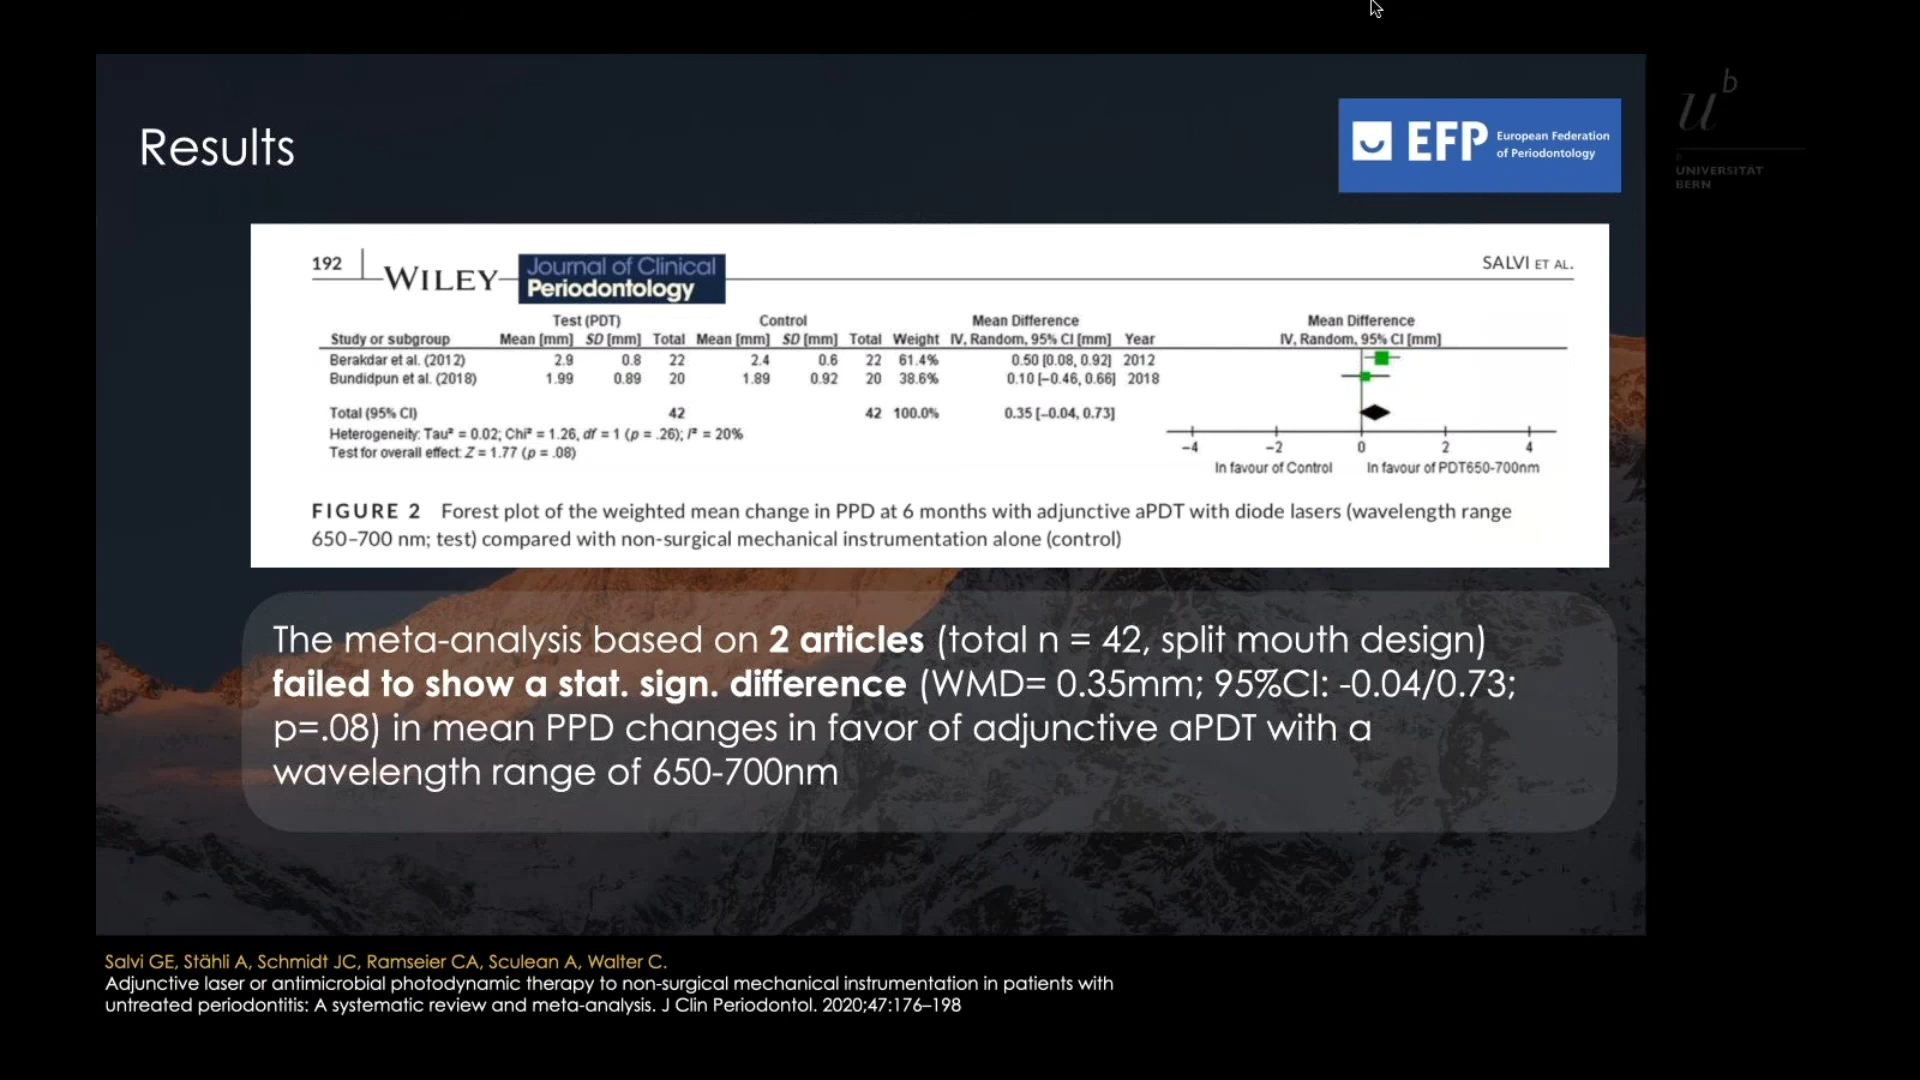 Results
EFP European Federation
of Periodontology
u b
b
UNIVERSITÄT
BERN
192 WILEY Journal of Clinical Periodontology SALVI ET AL.
Test (PDT) Control Mean Difference Mean Difference
Study or subgroup Mean [mm] SD [mm] Total Mean [mm] SD [mm] Total Weight IV, Random, 95% CI [mm] Year IV, Random, 95% CI [mm]
Berakdar et al. (2012) 2.9 0.8 22 2.4 0.6 22 61.4% 0.50 [0.08, 0.92] 2012
Bundidpun et al. (2018) 1.99 0.89 20 1.89 0.92 20 38.6% 0.10 [−0.46, 0.66] 2018
Total (95% CI) 42 42 100.0% 0.35 [−0.04, 0.73]
Heterogeneity: Tau² = 0.02; Chi² = 1.26, df = 1 (p = .26); I² = 20%
Test for overall effect: Z = 1.77 (p = .08)
−4 −2 0 2 4
In favour of Control In favour of PDT650-700nm
FIGURE 2 Forest plot of the weighted mean change in PPD at 6 months with adjunctive aPDT with diode lasers (wavelength range
650–700 nm; test) compared with non-surgical mechanical instrumentation alone (control)
The meta-analysis based on 2 articles (total n = 42, split mouth design)
failed to show a stat. sign. difference (WMD= 0.35mm; 95%CI: -0.04/0.73;
p=.08) in mean PPD changes in favor of adjunctive aPDT with a
wavelength range of 650-700nm
Salvi GE, Stähli A, Schmidt JC, Ramseier CA, Sculean A, Walter C.
Adjunctive laser or antimicrobial photodynamic therapy to non-surgical mechanical instrumentation in patients with
untreated periodontitis: A systematic review and meta-analysis. J Clin Periodontol. 2020;47:176–198